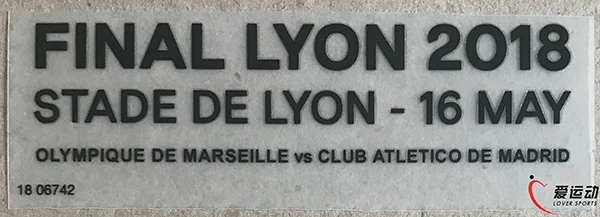 FINAL LYON 2018
STADE DE LYON - 16 MAY
OLYMPIQUE DE MARSEILLE vs CLUB ATLETICO DE MADRID
18 06742
爱运动
LOVER SPORTS